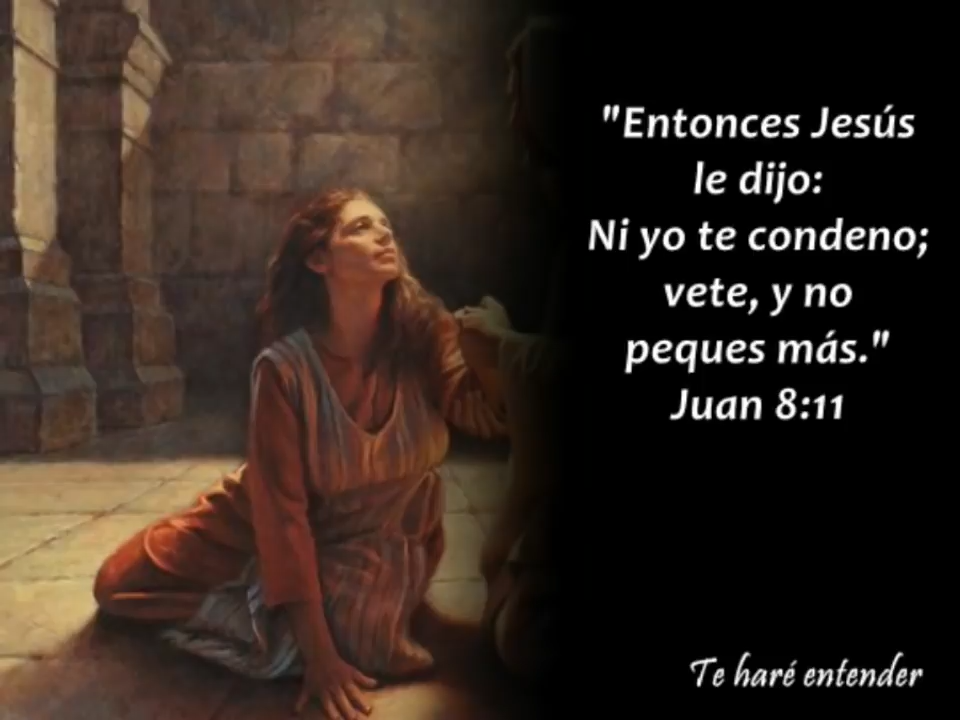 "Entonces Jesús
le dijo:
Ni yo te condeno;
vete, y no
peques más."
Juan 8:11
Te haré entender